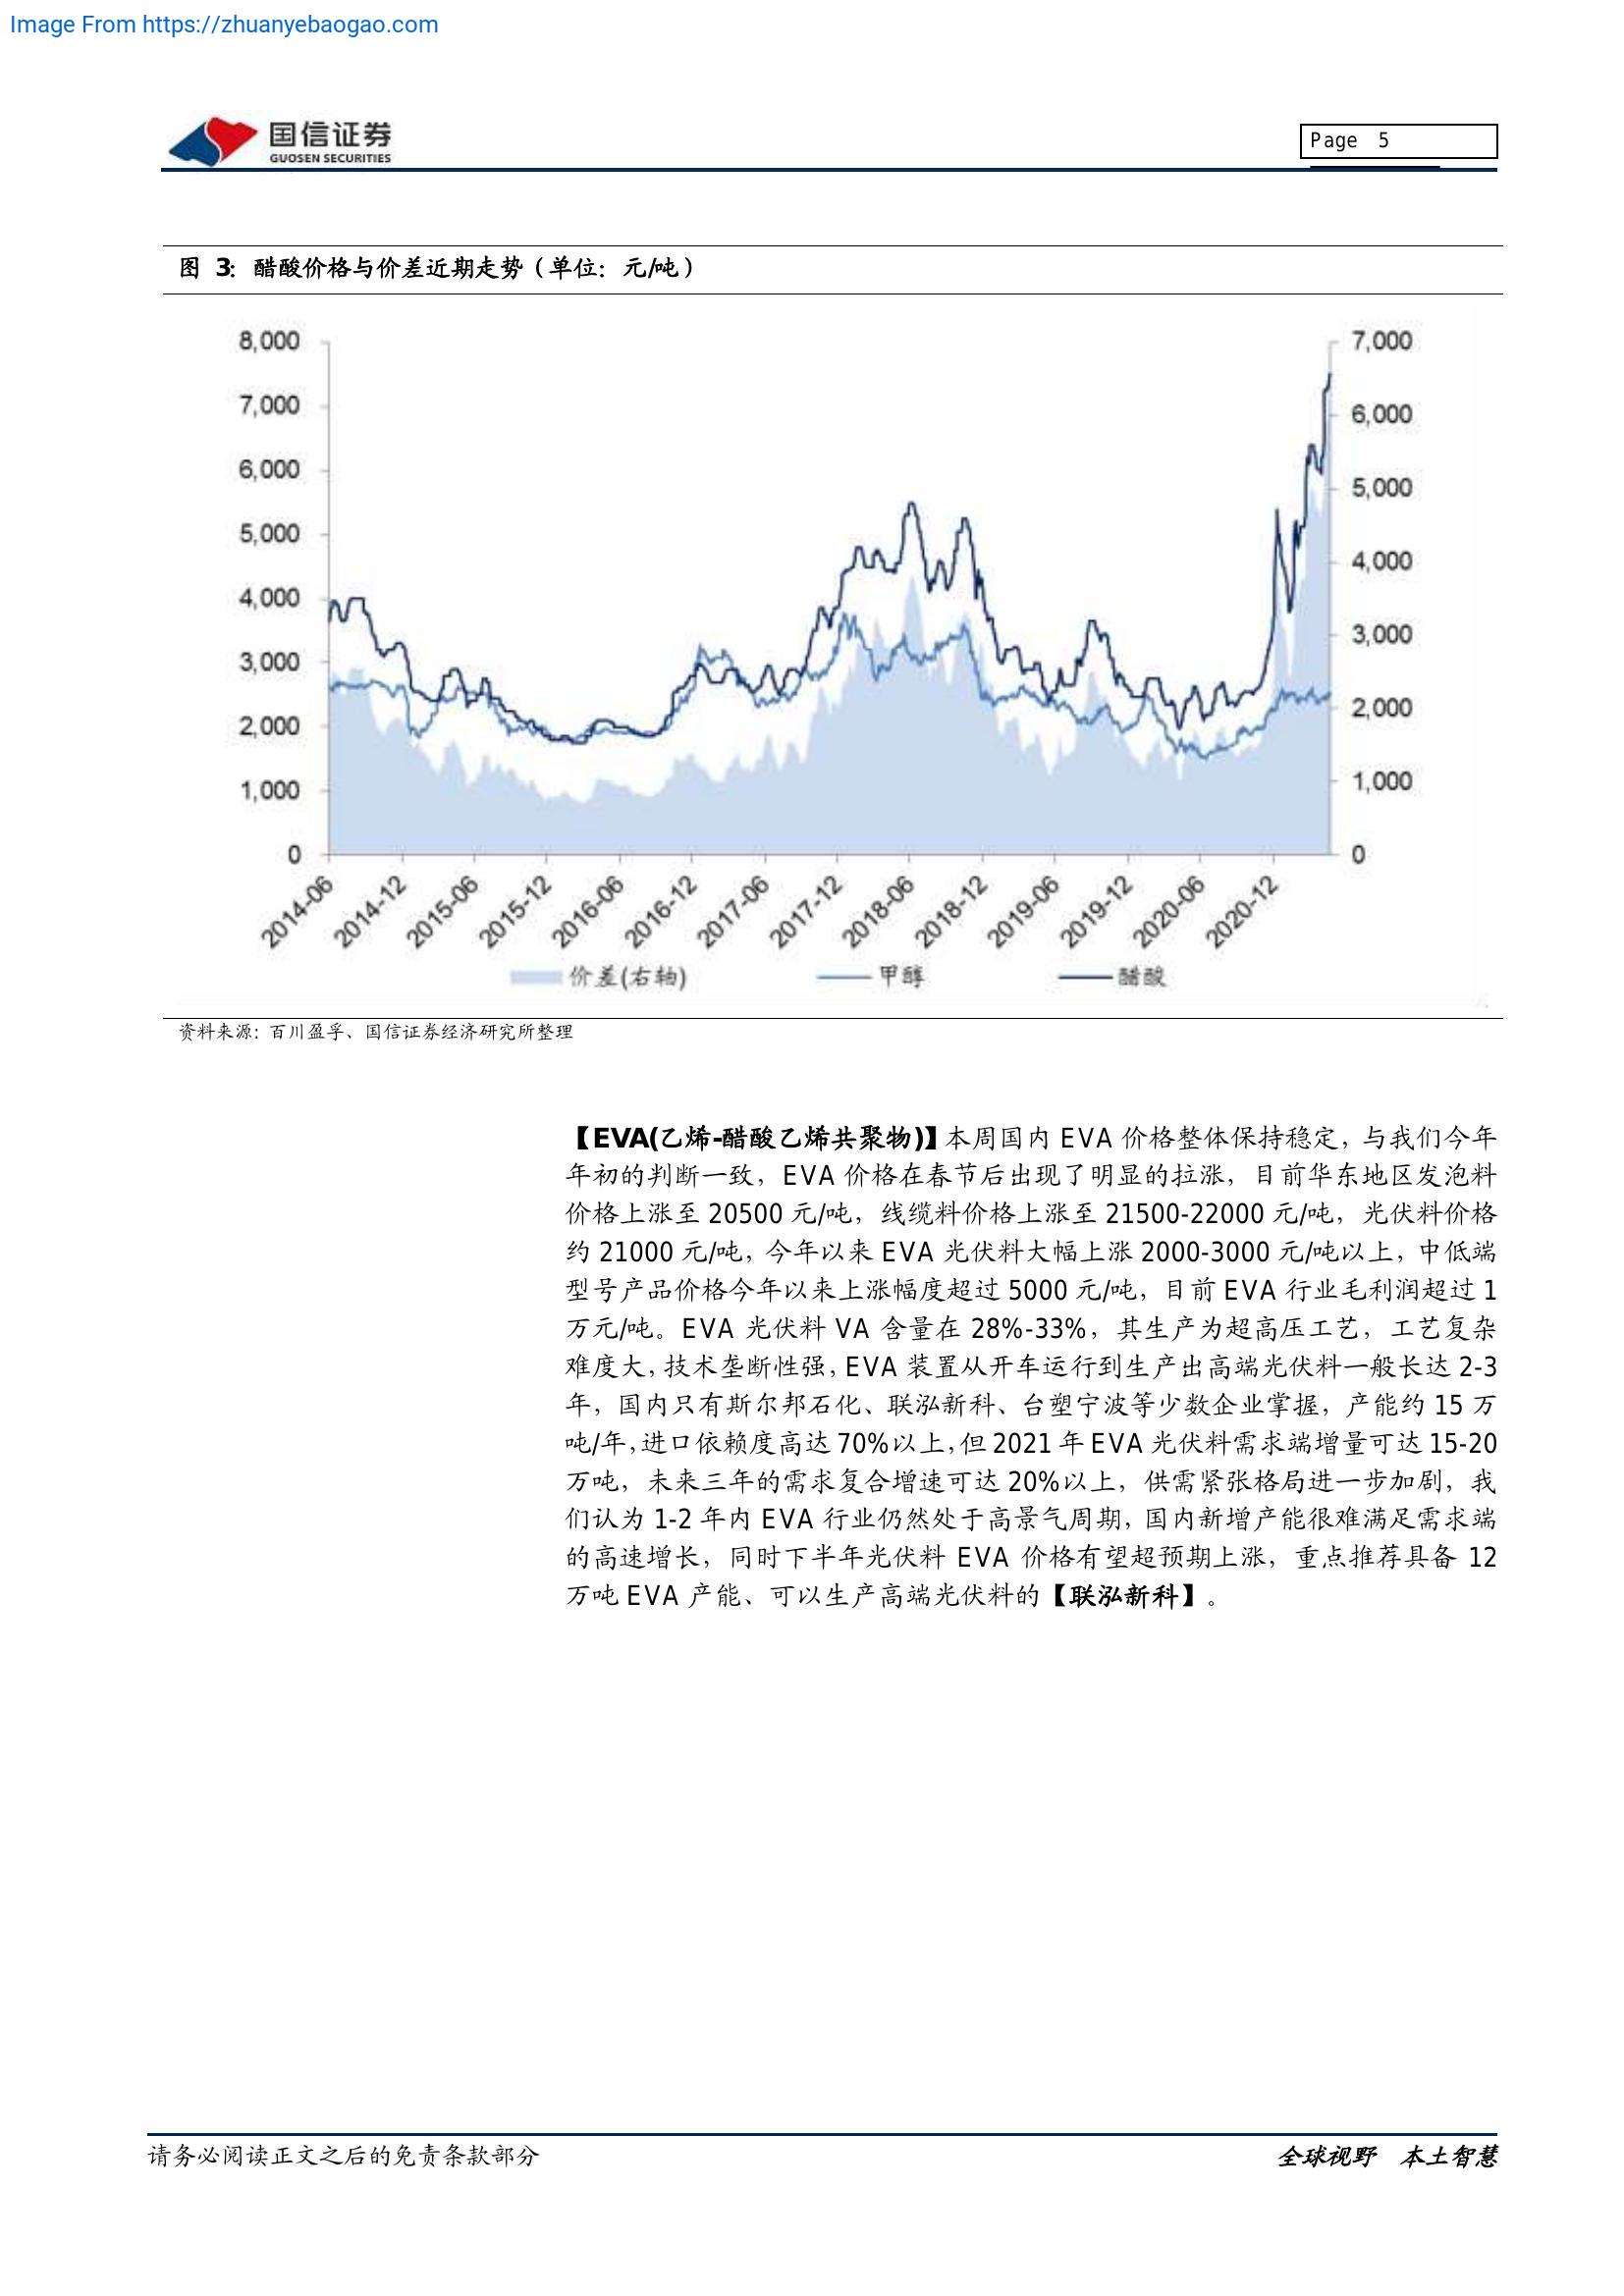 Image From https://zhuanyebaogao.com
国信证券
GUOSEN SECURITIES
Page 5
图 3：醋酸价格与价差近期走势（单位：元/吨）
8,000
7,000
6,000
5,000
4,000
3,000
2,000
1,000
0
7,000
6,000
5,000
4,000
3,000
2,000
1,000
0
2014-06
2014-12
2015-06
2015-12
2016-06
2016-12
2017-06
2017-12
2018-06
2018-12
2019-06
2019-12
2020-06
2020-12
价差(右轴)
甲醇
醋酸
资料来源：百川盈孚、国信证券经济研究所整理
【EVA(乙烯-醋酸乙烯共聚物)】本周国内 EVA 价格整体保持稳定，与我们今年
年初的判断一致，EVA 价格在春节后出现了明显的拉涨，目前华东地区发泡料
价格上涨至 20500 元/吨，线缆料价格上涨至 21500-22000 元/吨，光伏料价格
约 21000 元/吨，今年以来 EVA 光伏料大幅上涨 2000-3000 元/吨以上，中低端
型号产品价格今年以来上涨幅度超过 5000 元/吨，目前 EVA 行业毛利润超过 1
万元/吨。EVA 光伏料 VA 含量在 28%-33%，其生产为超高压工艺，工艺复杂
难度大，技术垄断性强，EVA 装置从开车运行到生产出高端光伏料一般长达 2-3
年，国内只有斯尔邦石化、联泓新科、台塑宁波等少数企业掌握，产能约 15 万
吨/年，进口依赖度高达 70%以上，但 2021 年 EVA 光伏料需求端增量可达 15-20
万吨，未来三年的需求复合增速可达 20%以上，供需紧张格局进一步加剧，我
们认为 1-2 年内 EVA 行业仍然处于高景气周期，国内新增产能很难满足需求端
的高速增长，同时下半年光伏料 EVA 价格有望超预期上涨，重点推荐具备 12
万吨 EVA 产能、可以生产高端光伏料的【联泓新科】。
请务必阅读正文之后的免责条款部分
全球视野 本土智慧